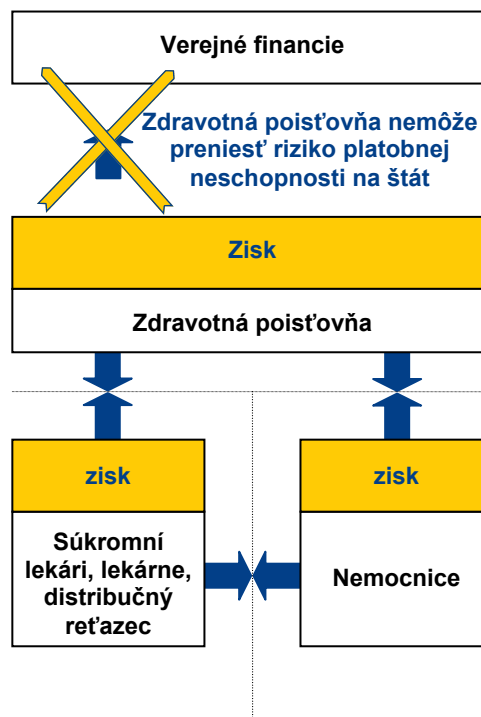 Verejné financie
Zdravotná poisťovňa nemôže
preniesť riziko platobnej
neschopnosti na štát
Zisk
Zdravotná poisťovňa
zisk
zisk
Súkromní
lekári, lekárne,
distribučný
reťazec
Nemocnice